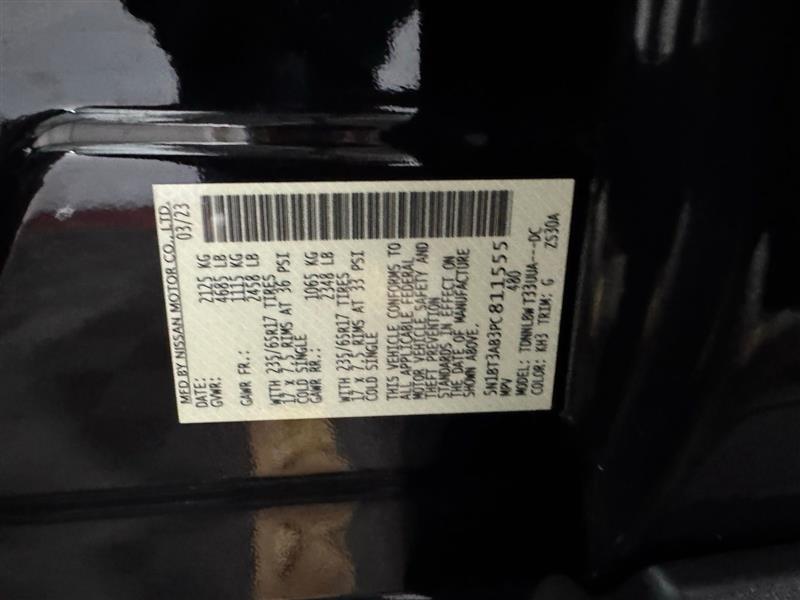 MFD BY NISSAN MOTOR CO., LTD.
DATE: 03/23
GVWR: 2125 KG
4685 LB
GAWR FR.: 1115 KG
2458 LB
WITH 235/65R17 TIRES
17 X 7.5 RIMS AT 36 PSI
COLD SINGLE
GAWR RR.: 1065 KG
2348 LB
WITH 235/65R17 TIRES
17 X 7.5 RIMS AT 33 PSI
COLD SINGLE
THIS VEHICLE CONFORMS TO
ALL APPLICABLE FEDERAL
MOTOR VEHICLE SAFETY AND
THEFT PREVENTION
STANDARDS IN EFFECT ON
THE DATE OF MANUFACTURE
SHOWN ABOVE.
5N1BT3AB3PC811555
MPV 480
MODEL: TDNNLBWT33UUA---DC
COLOR: KH3 TRIM: G ZS30A